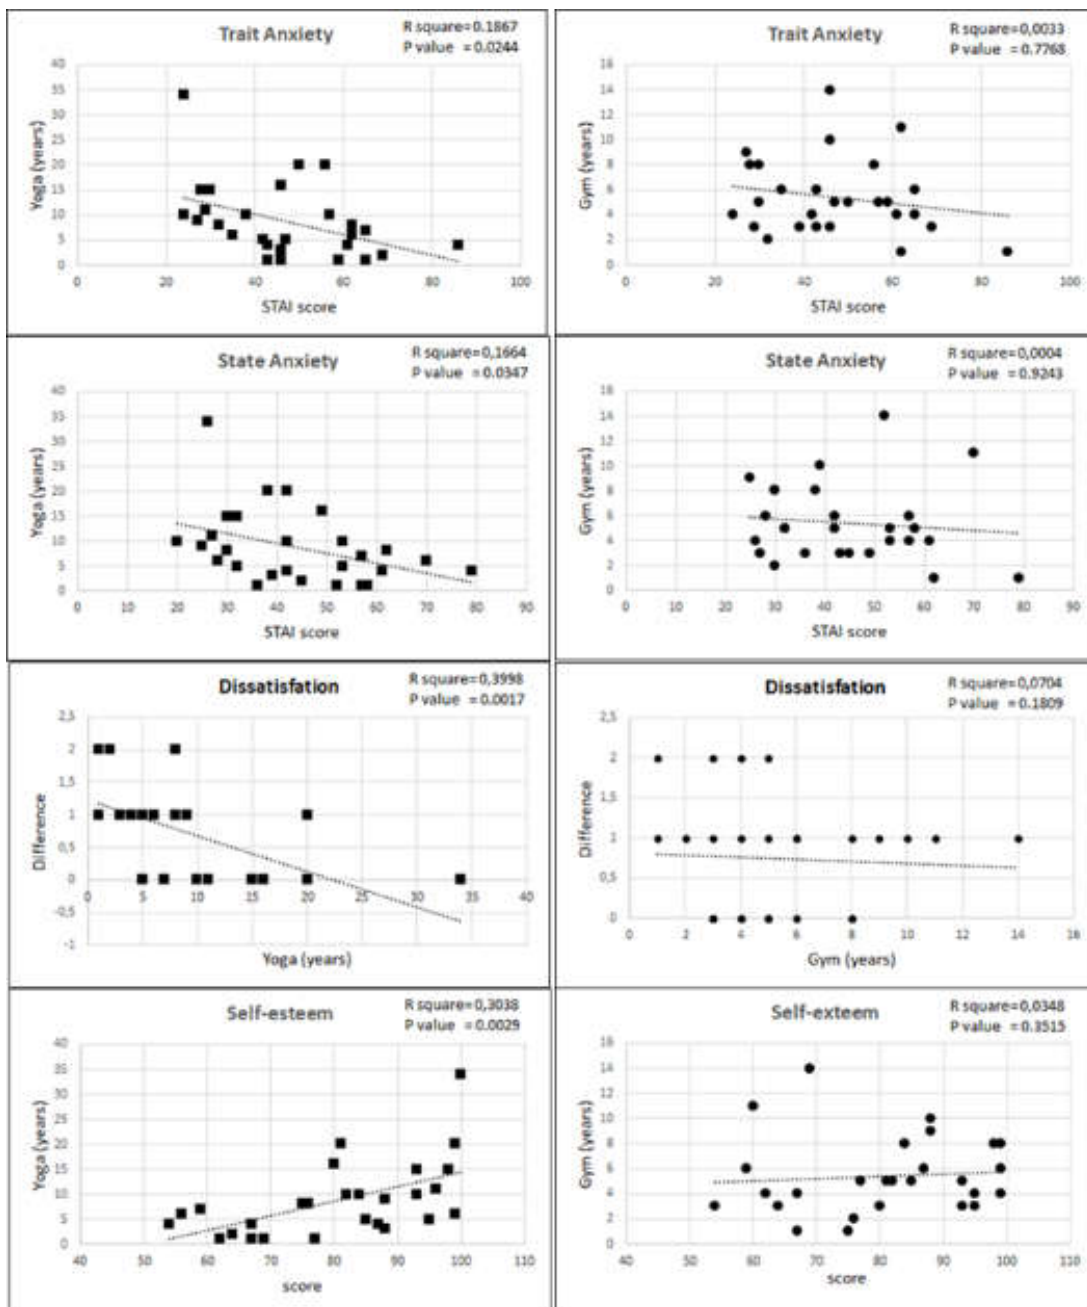 Trait Anxiety
R square=0.1867
P value = 0.0244
40
35
30
25
20
15
10
5
0
Yoga (years)
0 20 40 60 80 100
STAI score
Trait Anxiety
R square=0,0033
P value = 0.7768
16
14
12
10
8
6
4
2
0
Gym (years)
0 20 40 60 80 100
STAI score
State Anxiety
R square=0,1664
P value = 0.0347
40
35
30
25
20
15
10
5
0
Yoga (years)
0 10 20 30 40 50 60 70 80 90
STAI score
State Anxiety
R square=0,0004
P value = 0.9243
16
14
12
10
8
6
4
2
0
Gym (years)
0 10 20 30 40 50 60 70 80 90
STAI score
Dissatisfation
R square=0,3998
P value = 0.0017
2,5
2
1,5
1
0,5
0
-0,5
-1
Difference
0 5 10 15 20 25 30 35 40
Yoga (years)
Dissatisfation
R square=0,0704
P value = 0.1809
2,5
2
1,5
1
0,5
0
Difference
0 2 4 6 8 10 12 14 16
Gym (years)
Self-esteem
R square=0,3038
P value = 0.0029
40
35
30
25
20
15
10
5
0
Yoga (years)
40 50 60 70 80 90 100 110
score
Self-exteem
R square=0,0348
P value = 0.3515
16
14
12
10
8
6
4
2
0
Gym (years)
40 50 60 70 80 90 100 110
score